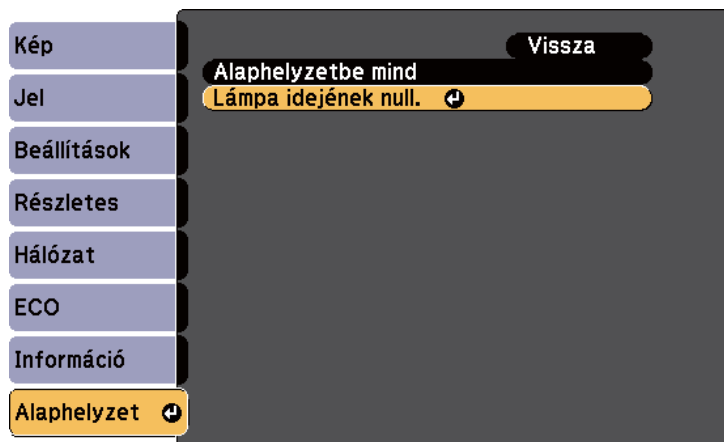 Kép
Jel
Beállítások
Részletes
Hálózat
ECO
Információ
Alaphelyzet
Vissza
Alaphelyzetbe mind
Lámpa idejének null.